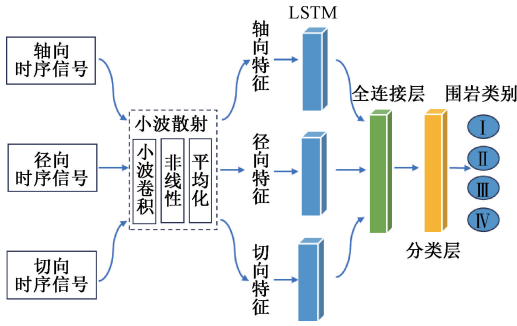 轴向
时序信号
径向
时序信号
切向
时序信号
小波散射
小波卷积
非线性
平均化
轴向特征
径向特征
切向特征
LSTM
全连接层
分类层
围岩类别
Ⅰ
Ⅱ
Ⅲ
Ⅳ